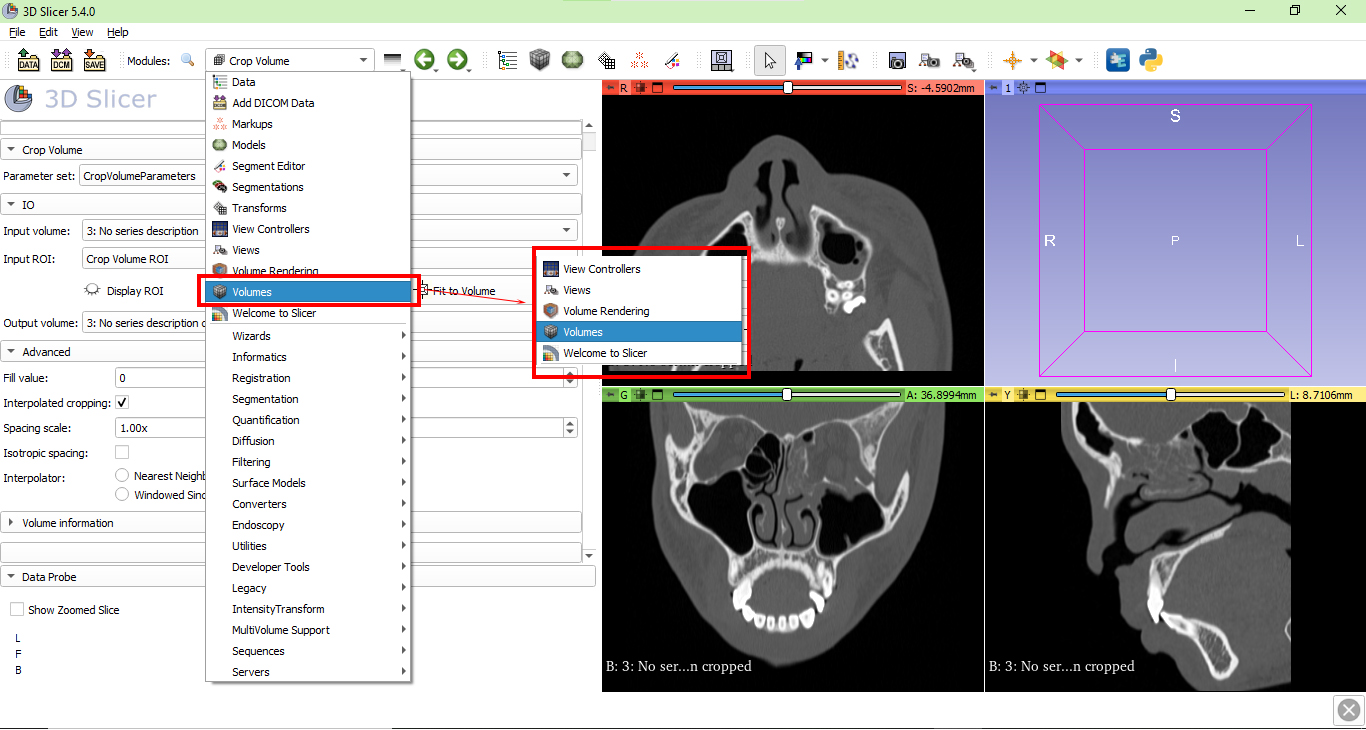 3D Slicer 5.4.0
File Edit View Help
DATA DCM SAVE Modules: Crop Volume
3D Slicer
Data
Add DICOM Data
Markups
Models
Segment Editor
Segmentations
Transforms
View Controllers
Views
Volume Rendering
Volumes
Welcome to Slicer
Wizards
Informatics
Registration
Segmentation
Quantification
Diffusion
Filtering
Surface Models
Converters
Endoscopy
Utilities
Developer Tools
Legacy
IntensityTransform
MultiVolume Support
Sequences
Servers
Crop Volume
Parameter set: CropVolumeParameters
IO
Input volume: 3: No series description
Input ROI: Crop Volume ROI
Display ROI Fit to Volume
Output volume: 3: No series description c
Advanced
Fill value: 0
Interpolated cropping:
Spacing scale: 1.00x
Isotropic spacing:
Interpolator: Nearest Neighb
Windowed Sinc
Volume information
Data Probe
Show Zoomed Slice
L
F
B
View Controllers
Views
Volume Rendering
Volumes
Welcome to Slicer
R S: -4.5902mm
1
S
R P L
I
G A: 36.8994mm
B: 3: No ser...n cropped
Y L: 8.7106mm
B: 3: No ser...n cropped